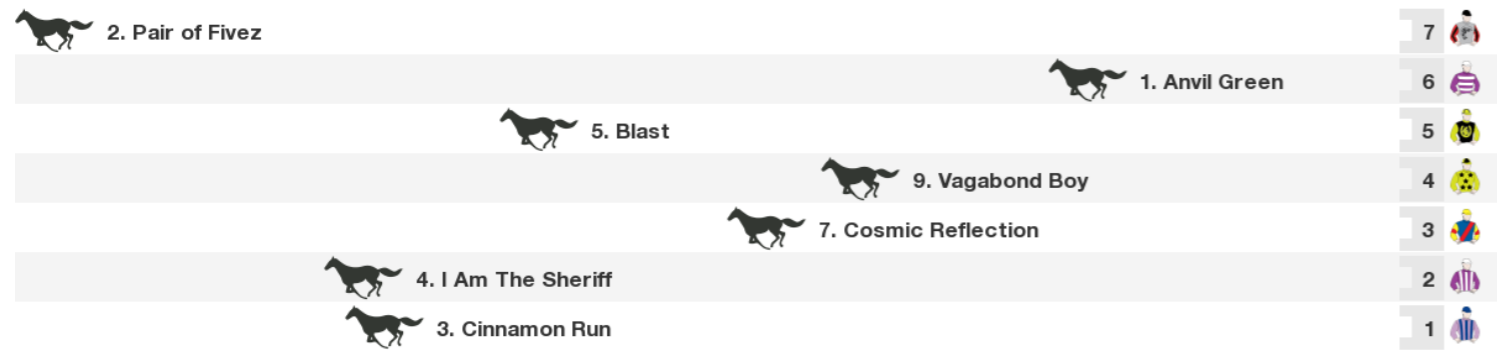 2. Pair of Fivez 7
1. Anvil Green 6
5. Blast 5
9. Vagabond Boy 4
7. Cosmic Reflection 3
4. I Am The Sheriff 2
3. Cinnamon Run 1